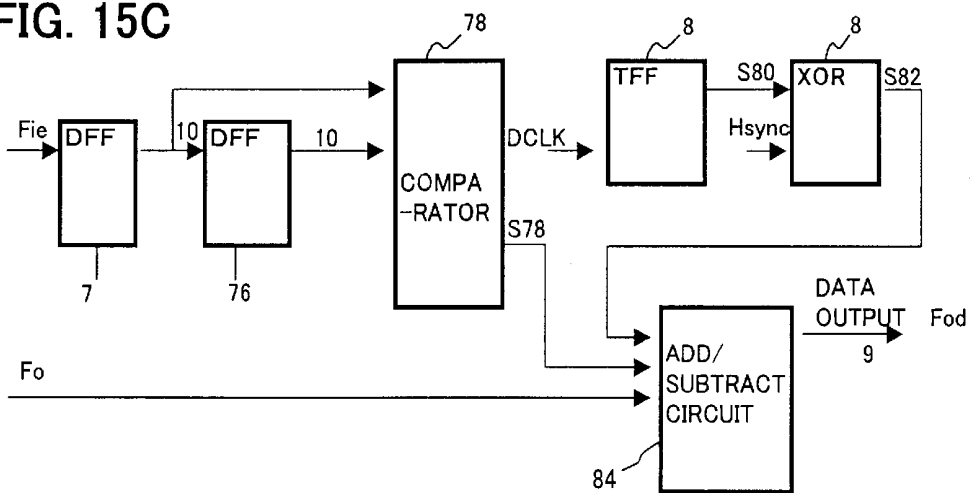 FIG. 15C
78
8
8
TFF
S80
XOR
S82
Fie
DFF
10
DFF
10
Hsync
DCLK
COMPA
-RATOR
S78
7
76
DATA
OUTPUT
Fod
9
Fo
ADD/
SUBTRACT
CIRCUIT
84